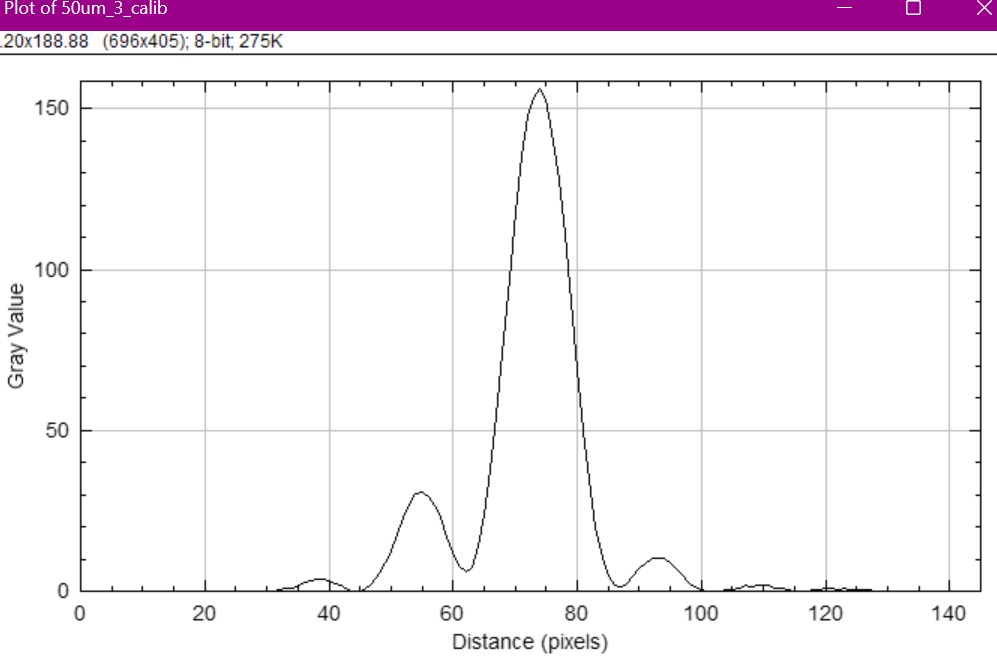 Plot of 50um_3_calib
.20x188.88 (696x405); 8-bit; 275K
150
100
50
0
Gray Value
0 20 40 60 80 100 120 140
Distance (pixels)